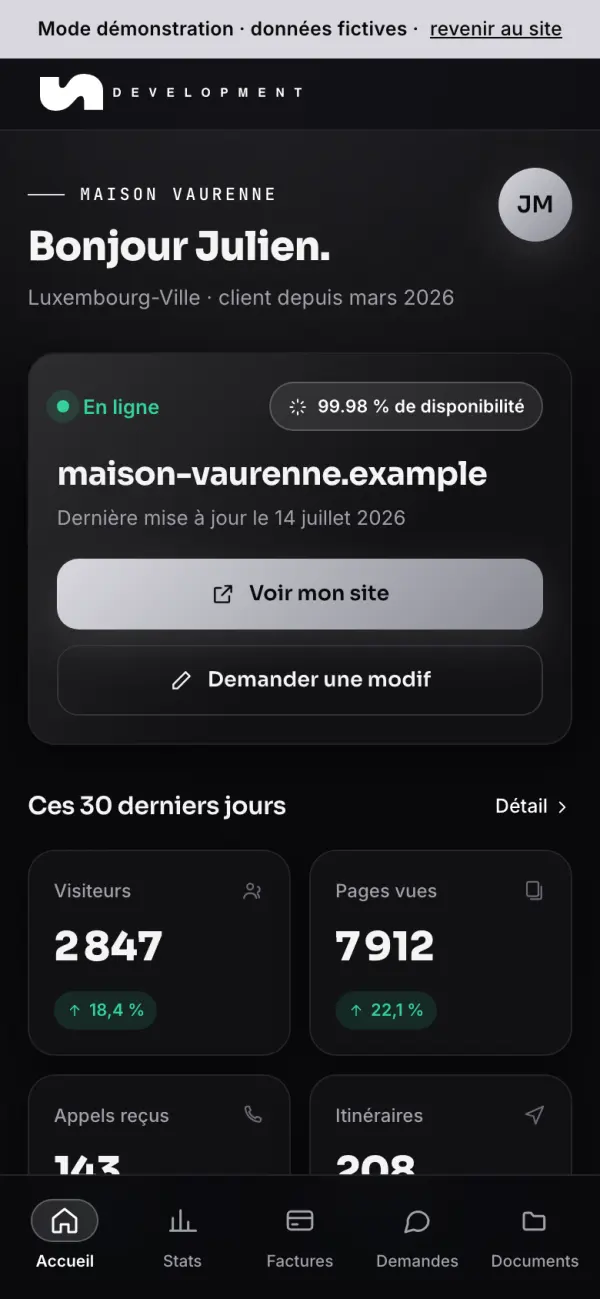 Mode démonstration · données fictives · revenir au site
DEVELOPMENT
MAISON VAURENNE
JM
Bonjour Julien.
Luxembourg-Ville · client depuis mars 2026
En ligne
99.98 % de disponibilité
maison-vaurenne.example
Dernière mise à jour le 14 juillet 2026
Voir mon site
Demander une modif
Ces 30 derniers jours
Détail
Visiteurs
2 847
↑ 18,4 %
Pages vues
7 912
↑ 22,1 %
Appels reçus
143
Itinéraires
208
Accueil
Stats
Factures
Demandes
Documents